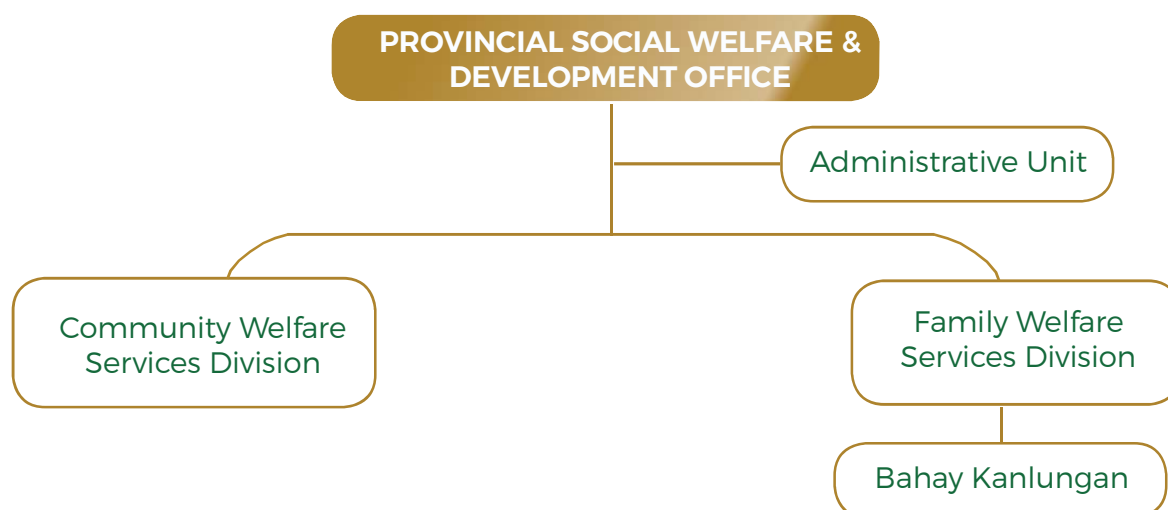 PROVINCIAL SOCIAL WELFARE &
DEVELOPMENT OFFICE
Administrative Unit
Community Welfare
Services Division
Family Welfare
Services Division
Bahay Kanlungan